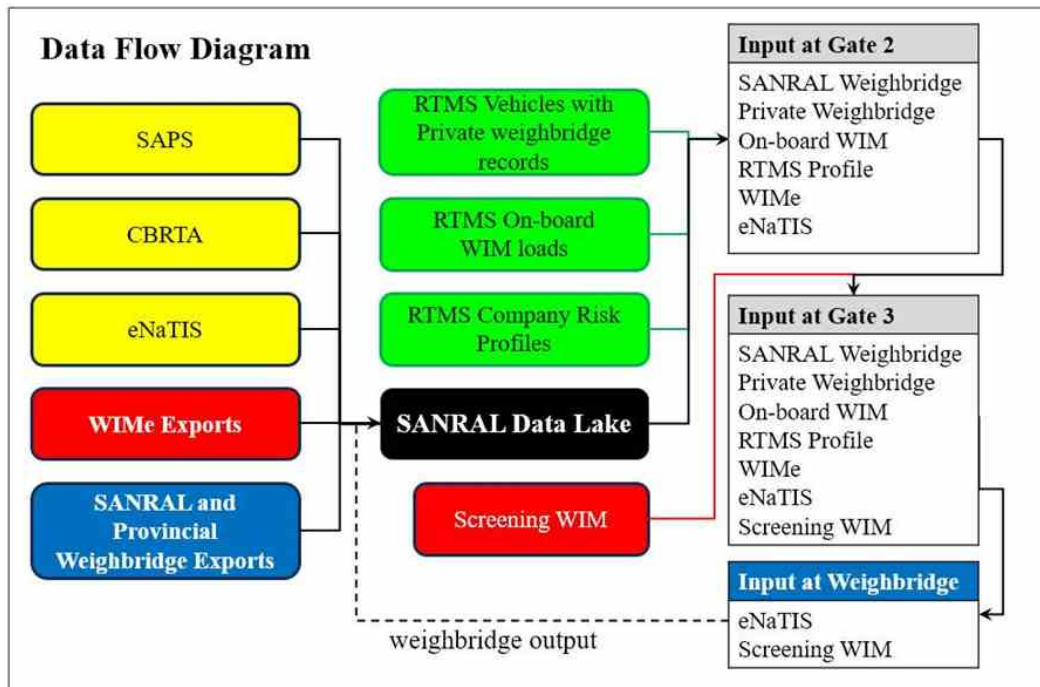 Data Flow Diagram
SAPS
CBRTA
eNaTIS
WIMe Exports
SANRAL and
Provincial
Weighbridge Exports
RTMS Vehicles with
Private weighbridge
records
RTMS On-board
WIM loads
RTMS Company Risk
Profiles
SANRAL Data Lake
Screening WIM
weighbridge output
Input at Gate 2
SANRAL Weighbridge
Private Weighbridge
On-board WIM
RTMS Profile
WIMe
eNaTIS
Input at Gate 3
SANRAL Weighbridge
Private Weighbridge
On-board WIM
RTMS Profile
WIMe
eNaTIS
Screening WIM
Input at Weighbridge
eNaTIS
Screening WIM